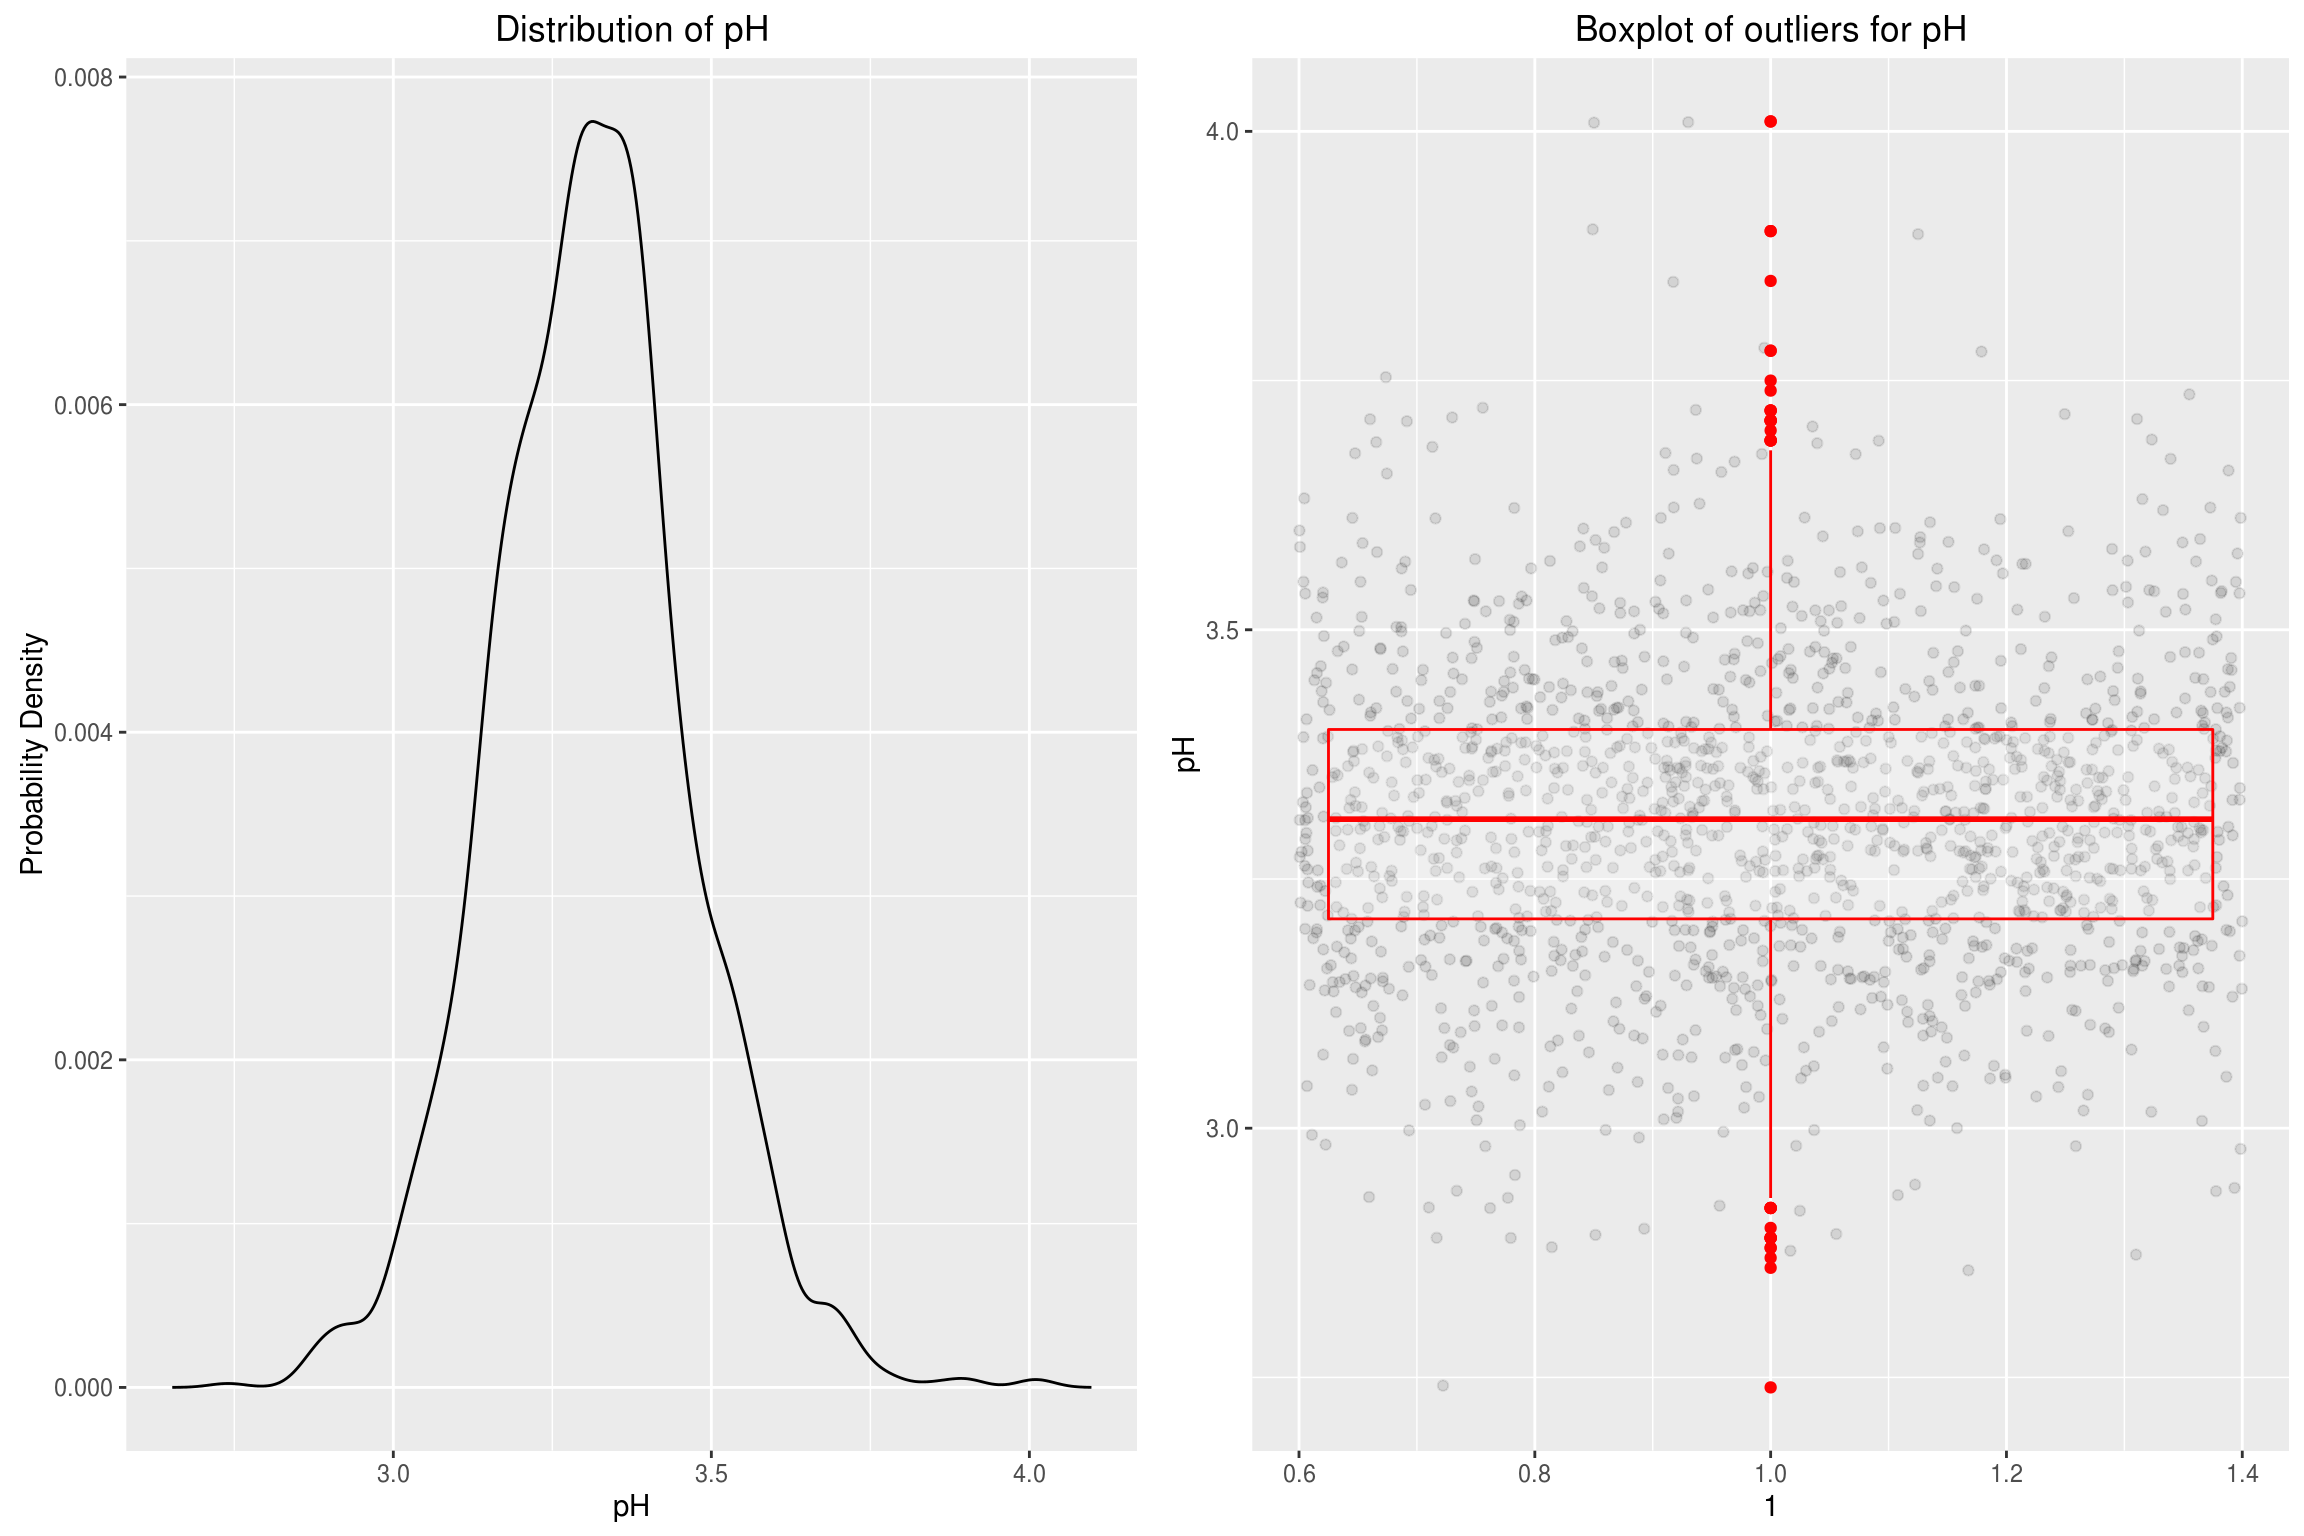 Distribution of pH
0.008
0.006
0.004
0.002
0.000
Probability Density
3.0 3.5 4.0
pH
Boxplot of outliers for pH
4.0
3.5
3.0
pH
0.6 0.8 1.0 1.2 1.4
1